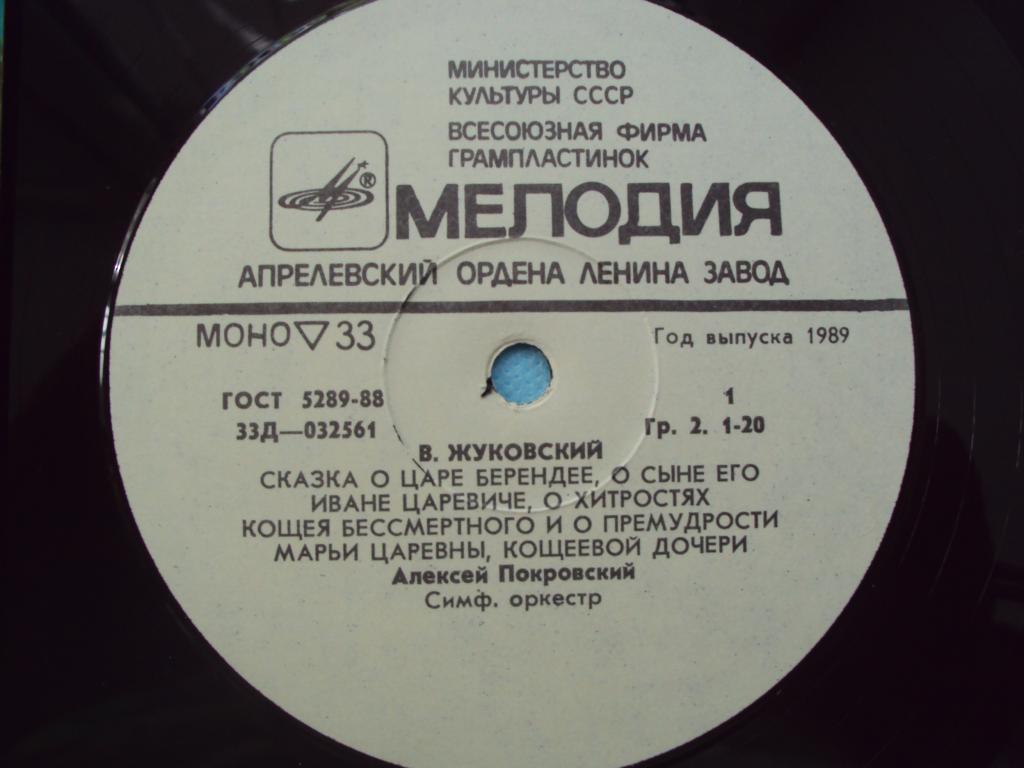 МИНИСТЕРСТВО
КУЛЬТУРЫ СССР
ВСЕСОЮЗНАЯ ФИРМА
ГРАМПЛАСТИНОК
® МЕЛОДИЯ
АПРЕЛЕВСКИЙ ОРДЕНА ЛЕНИНА ЗАВОД
МОНО ▽ 33
Год выпуска 1989
ГОСТ 5289-88
1
33Д—032561
Гр. 2. 1-20
В. ЖУКОВСКИЙ
СКАЗКА О ЦАРЕ БЕРЕНДЕЕ, О СЫНЕ ЕГО
ИВАНЕ ЦАРЕВИЧЕ, О ХИТРОСТЯХ
КОЩЕЯ БЕССМЕРТНОГО И О ПРЕМУДРОСТИ
МАРЬИ ЦАРЕВНЫ, КОЩЕЕВОЙ ДОЧЕРИ
Алексей Покровский
Симф. оркестр